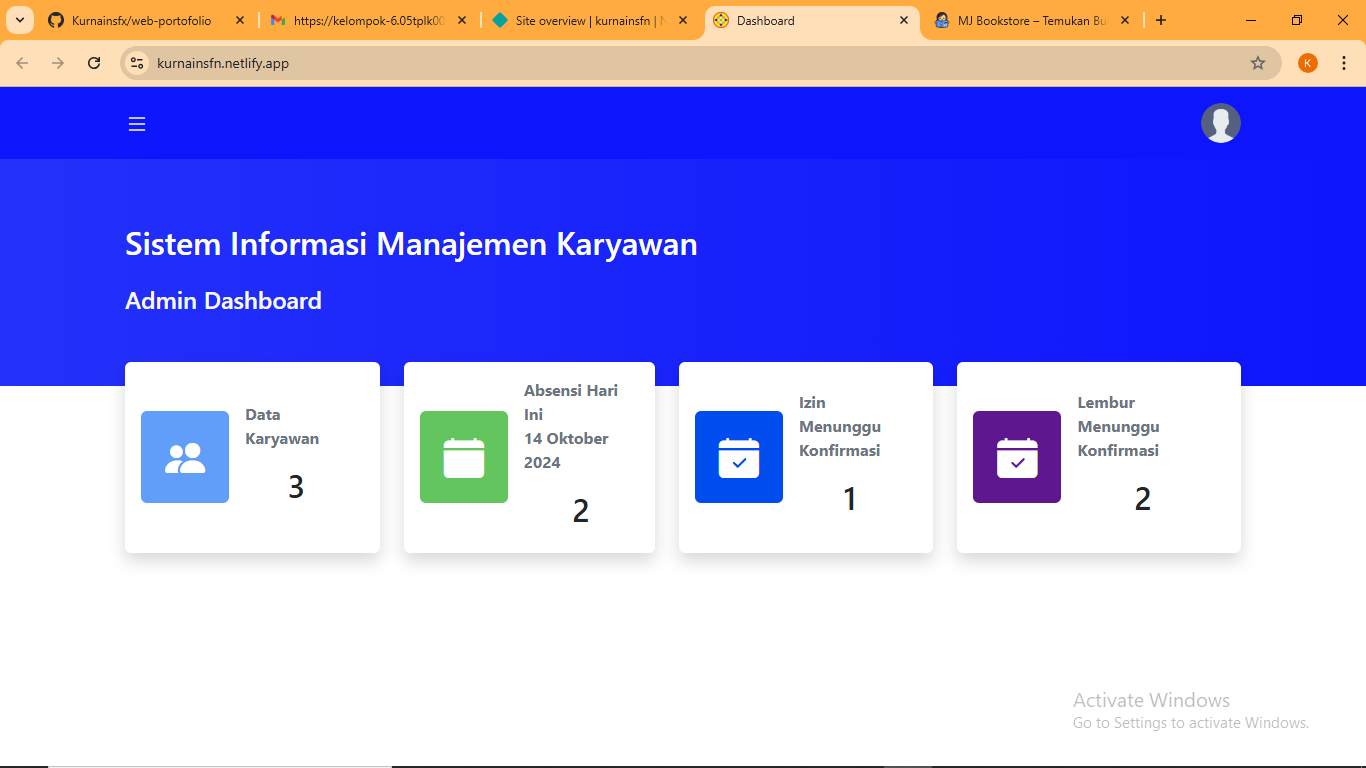 Kurnainsfx/web-portofolio
https://kelompok-6.05tplk00
Site overview | kurnainsfn | N
Dashboard
MJ Bookstore – Temukan Bu
kurnainsfn.netlify.app
K
Sistem Informasi Manajemen Karyawan
Admin Dashboard
Data
Karyawan
3
Absensi Hari
Ini
14 Oktober
2024
2
Izin
Menunggu
Konfirmasi
1
Lembur
Menunggu
Konfirmasi
2
Activate Windows
Go to Settings to activate Windows.